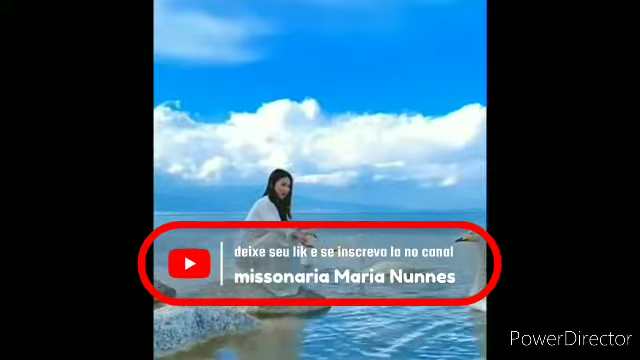 deixe seu lik e se inscreva la no canal
missonaria Maria Nunnes
PowerDirector